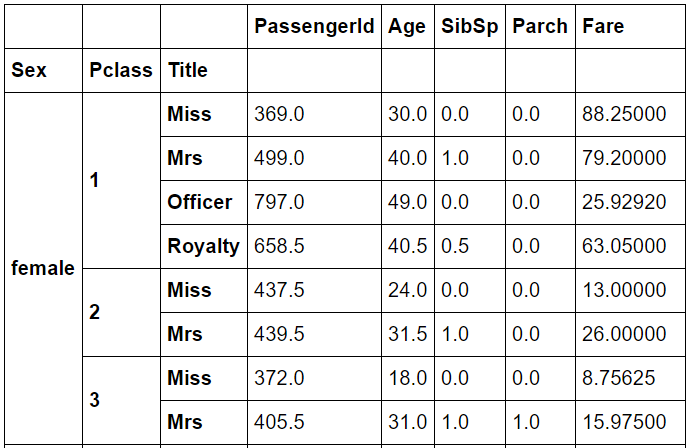 PassengerId Age SibSp Parch Fare
Sex Pclass Title
Miss 369.0 30.0 0.0 0.0 88.25000
Mrs 499.0 40.0 1.0 0.0 79.20000
1
Officer 797.0 49.0 0.0 0.0 25.92920
Royalty 658.5 40.5 0.5 0.0 63.05000
female
Miss 437.5 24.0 0.0 0.0 13.00000
2
Mrs 439.5 31.5 1.0 0.0 26.00000
Miss 372.0 18.0 0.0 0.0 8.75625
3
Mrs 405.5 31.0 1.0 1.0 15.97500